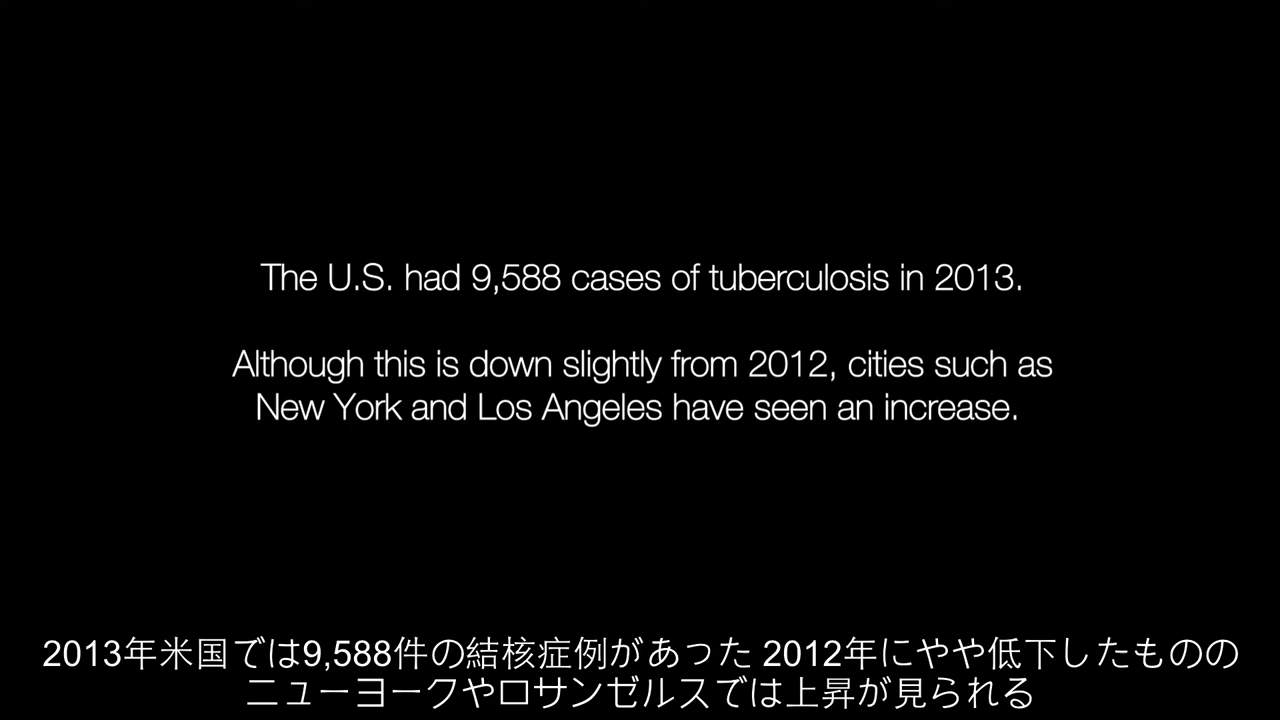 The U.S. had 9,588 cases of tuberculosis in 2013.
Although this is down slightly from 2012, cities such as
New York and Los Angeles have seen an increase.
2013年米国では9,588件の結核症例があった 2012年にやや低下したものの
ニューヨークやロサンゼルスでは上昇が見られる